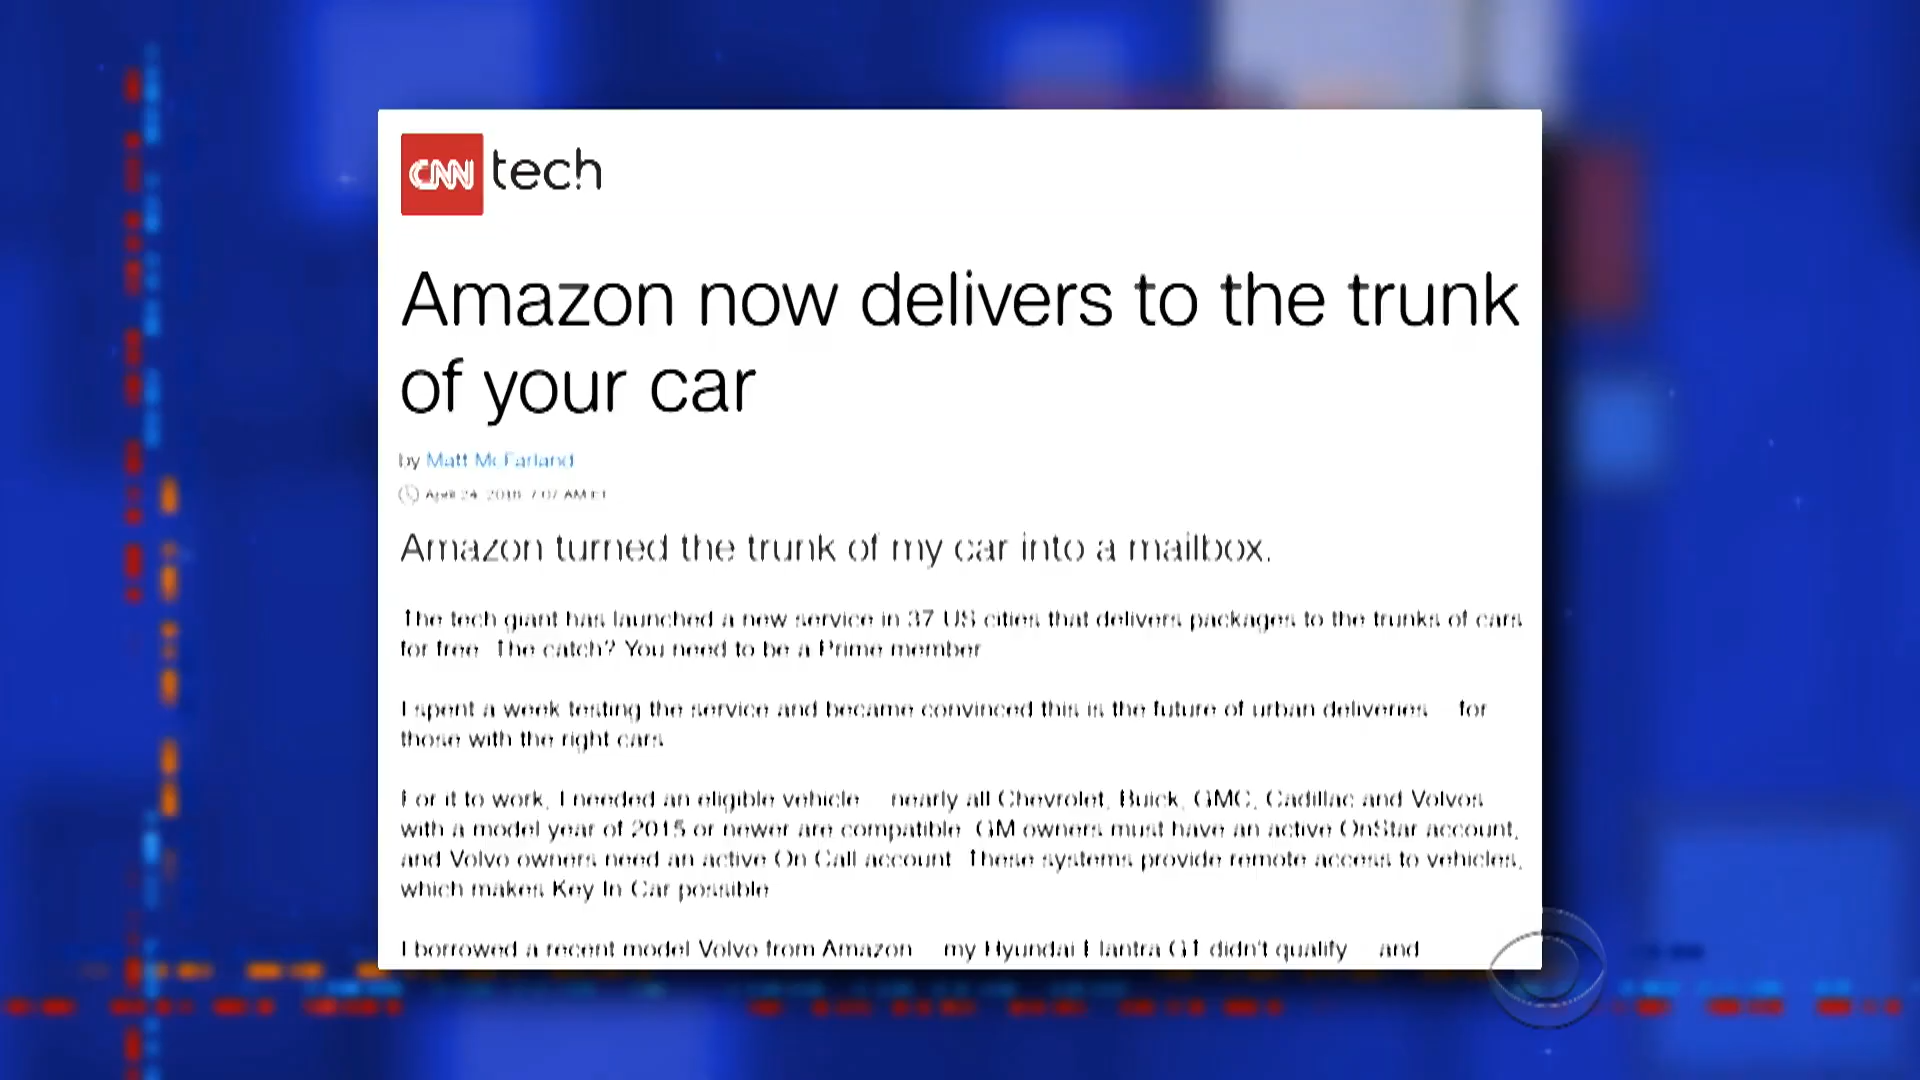 CNN tech
Amazon now delivers to the trunk
of your car
by Matt McFarland
April 24, 2018 7:07 AM ET
Amazon turned the trunk of my car into a mailbox.
The tech giant has launched a new service in 37 US cities that delivers packages to the trunks of cars
for free. The catch? You need to be a Prime member.
I spent a week testing the service and became convinced this is the future of urban deliveries -- for
those with the right cars.
For it to work, I needed an eligible vehicle -- nearly all Chevrolet, Buick, GMC, Cadillac and Volvos
with a model year of 2015 or newer are compatible. GM owners must have an active OnStar account,
and Volvo owners need an active On Call account. These systems provide remote access to vehicles,
which makes Key In Car possible.
I borrowed a recent model Volvo from Amazon -- my Hyundai Elantra GT didn't qualify -- and